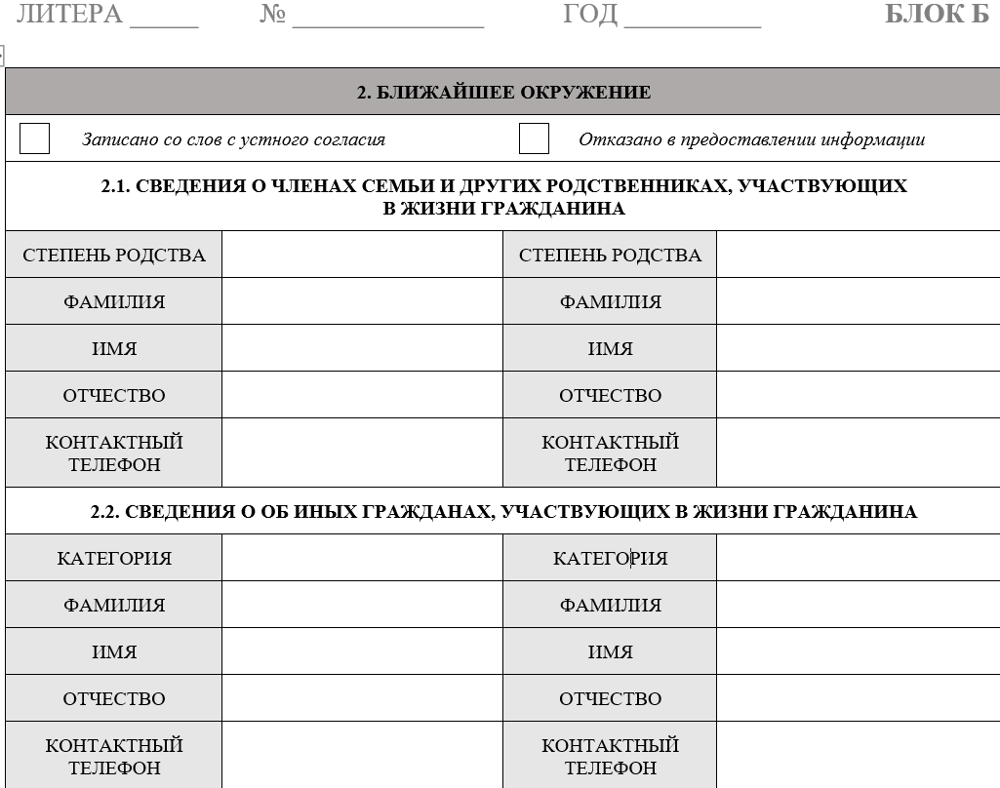 ЛИТЕРА _____ № ______________ ГОД __________ БЛОК Б
2. БЛИЖАЙШЕЕ ОКРУЖЕНИЕ
Записано со слов с устного согласия Отказано в предоставлении информации
2.1. СВЕДЕНИЯ О ЧЛЕНАХ СЕМЬИ И ДРУГИХ РОДСТВЕННИКАХ, УЧАСТВУЮЩИХ
В ЖИЗНИ ГРАЖДАНИНА
СТЕПЕНЬ РОДСТВА СТЕПЕНЬ РОДСТВА
ФАМИЛИЯ ФАМИЛИЯ
ИМЯ ИМЯ
ОТЧЕСТВО ОТЧЕСТВО
КОНТАКТНЫЙ КОНТАКТНЫЙ
ТЕЛЕФОН ТЕЛЕФОН
2.2. СВЕДЕНИЯ О ОБ ИНЫХ ГРАЖДАНАХ, УЧАСТВУЮЩИХ В ЖИЗНИ ГРАЖДАНИНА
КАТЕГОРИЯ КАТЕГОРИЯ
ФАМИЛИЯ ФАМИЛИЯ
ИМЯ ИМЯ
ОТЧЕСТВО ОТЧЕСТВО
КОНТАКТНЫЙ КОНТАКТНЫЙ
ТЕЛЕФОН ТЕЛЕФОН